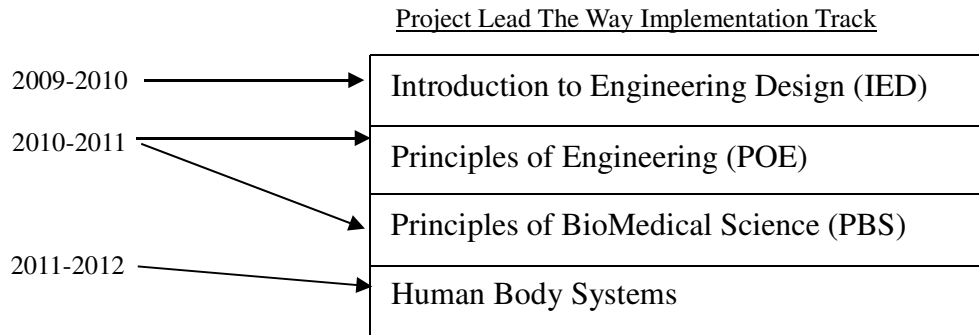 Project Lead The Way Implementation Track
2009-2010
Introduction to Engineering Design (IED)
2010-2011
Principles of Engineering (POE)
Principles of BioMedical Science (PBS)
2011-2012
Human Body Systems